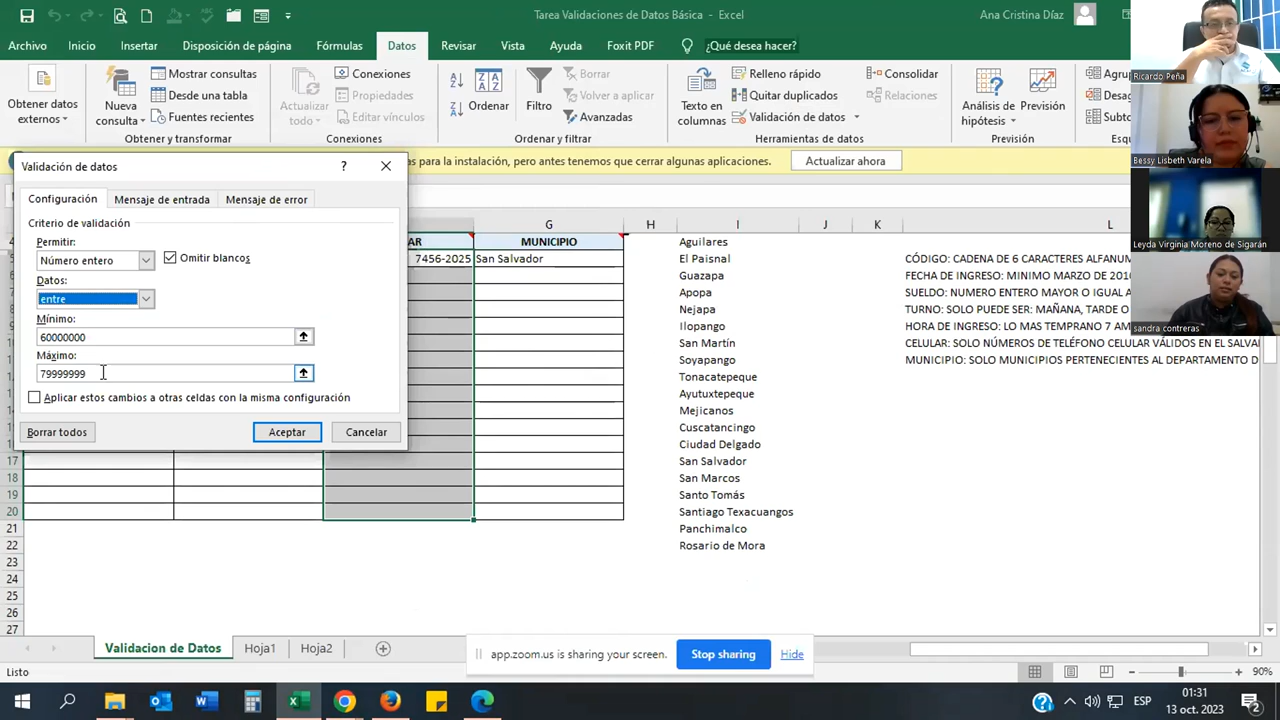 Tarea Validaciones de Datos Básica - Excel
Ana Cristina Díaz
Archivo Inicio Insertar Disposición de página Fórmulas Datos Revisar Vista Ayuda Foxit PDF ¿Qué desea hacer?
Obtener datos externos
Nueva consulta
Mostrar consultas
Desde una tabla
Fuentes recientes
Obtener y transformar
Actualizar todo
Conexiones
Propiedades
Editar vínculos
Conexiones
Ordenar
Filtro
Borrar
Volver a aplicar
Avanzadas
Ordenar y filtrar
Texto en columnas
Relleno rápido
Quitar duplicados
Validación de datos
Consolidar
Relaciones
Herramientas de datos
Análisis de hipótesis
Previsión
Previsión
Agrup
Desag
Subto
Esqu
as para la instalación, pero antes tenemos que cerrar algunas aplicaciones.
Actualizar ahora
Validación de datos
?
Configuración Mensaje de entrada Mensaje de error
Criterio de validación
Permitir:
Número entero
Omitir blancos
Datos:
entre
Mínimo:
60000000
Máximo:
79999999
Aplicar estos cambios a otras celdas con la misma configuración
Borrar todos Aceptar Cancelar
G H I J K L
AR MUNICIPIO
7456-2025 San Salvador
Aguilares
El Paisnal
Guazapa
Apopa
Nejapa
Ilopango
San Martín
Soyapango
Tonacatepeque
Ayutuxtepeque
Mejicanos
Cuscatancingo
Ciudad Delgado
San Salvador
San Marcos
Santo Tomás
Santiago Texacuangos
Panchimalco
Rosario de Mora
CÓDIGO: CADENA DE 6 CARACTERES ALFANUM
FECHA DE INGRESO: MINIMO MARZO DE 2010
SUELDO: NUMERO ENTERO MAYOR O IGUAL A
TURNO: SOLO PUEDE SER: MAÑANA, TARDE O
HORA DE INGRESO: LO MAS TEMPRANO 7 AM
CELULAR: SOLO NÚMEROS DE TELÉFONO CELULAR VÁLIDOS EN EL SALVA
MUNICIPIO: SOLO MUNICIPIOS PERTENECIENTES AL DEPARTAMENTO D
17
18
19
20
21
22
23
24
25
26
27
Ricardo Peña
Bessy Lisbeth Varela
Leyda Virginia Moreno de Sigarán
sandra contreras
Validacion de Datos Hoja1 Hoja2
app.zoom.us is sharing your screen.
Stop sharing
Hide
Listo
90%
ESP
01:31
13 oct. 2023
2